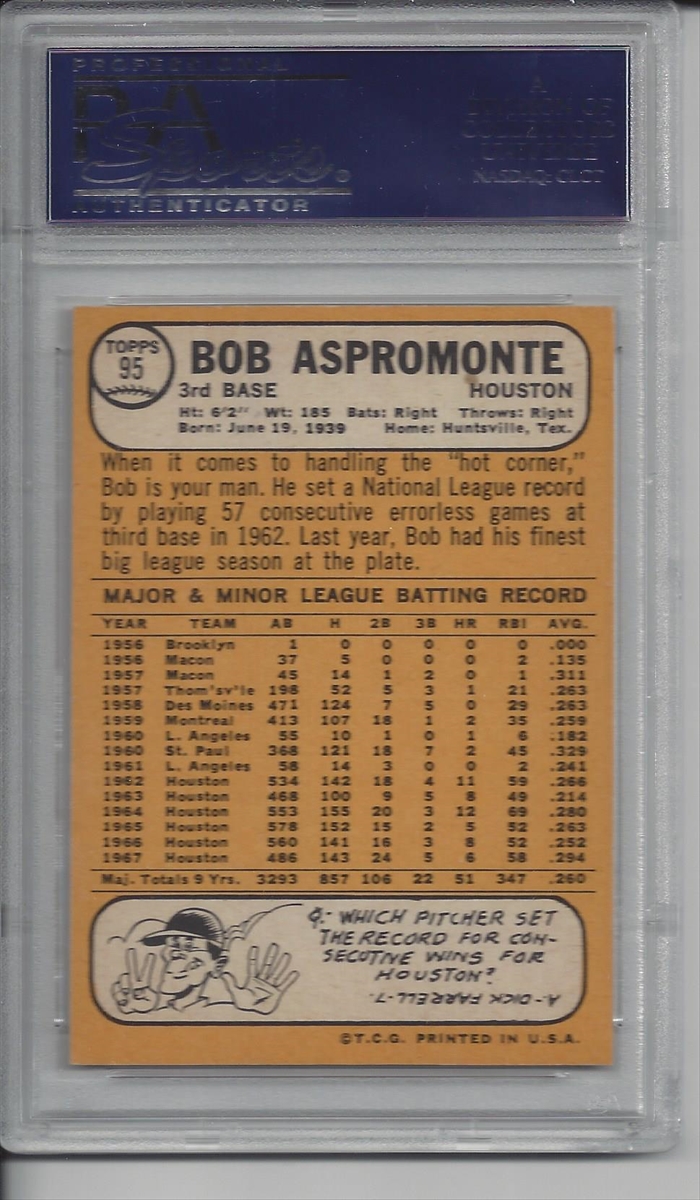 PROFESSIONAL
PSA
Sports®
AUTHENTICATOR
A
DIVISION OF
COLLECTORS
UNIVERSE
NASDAQ: CLCT
TOPPS
95
BOB ASPROMONTE
3rd BASE HOUSTON
Ht: 6'2" Wt: 185 Bats: Right Throws: Right
Born: June 19, 1939 Home: Huntsville, Tex.
When it comes to handling the "hot corner,"
Bob is your man. He set a National League record
by playing 57 consecutive errorless games at
third base in 1962. Last year, Bob had his finest
big league season at the plate.
MAJOR & MINOR LEAGUE BATTING RECORD
YEAR TEAM AB H 2B 3B HR RBI AVG.
1956 Brooklyn 1 0 0 0 0 0 .000
1956 Macon 37 5 0 0 0 2 .135
1957 Macon 45 14 1 2 0 1 .311
1957 Thom'sv'le 198 52 5 3 1 21 .263
1958 Des Moines 471 124 7 5 0 29 .263
1959 Montreal 413 107 18 1 2 35 .259
1960 L. Angeles 55 10 1 0 1 6 .182
1960 St. Paul 368 121 18 7 2 45 .329
1961 L. Angeles 58 14 3 0 0 2 .241
1962 Houston 534 142 18 4 11 59 .266
1963 Houston 468 100 9 5 8 49 .214
1964 Houston 553 155 20 3 12 69 .280
1965 Houston 578 152 15 2 5 52 .263
1966 Houston 560 141 16 3 8 52 .252
1967 Houston 486 143 24 5 6 58 .294
Maj. Totals 9 Yrs. 3293 857 106 22 51 347 .260
Q.- WHICH PITCHER SET
THE RECORD FOR CON-
SECUTIVE WINS FOR
HOUSTON?
A.- DICK FARRELL-7.
©T.C.G. PRINTED IN U.S.A.